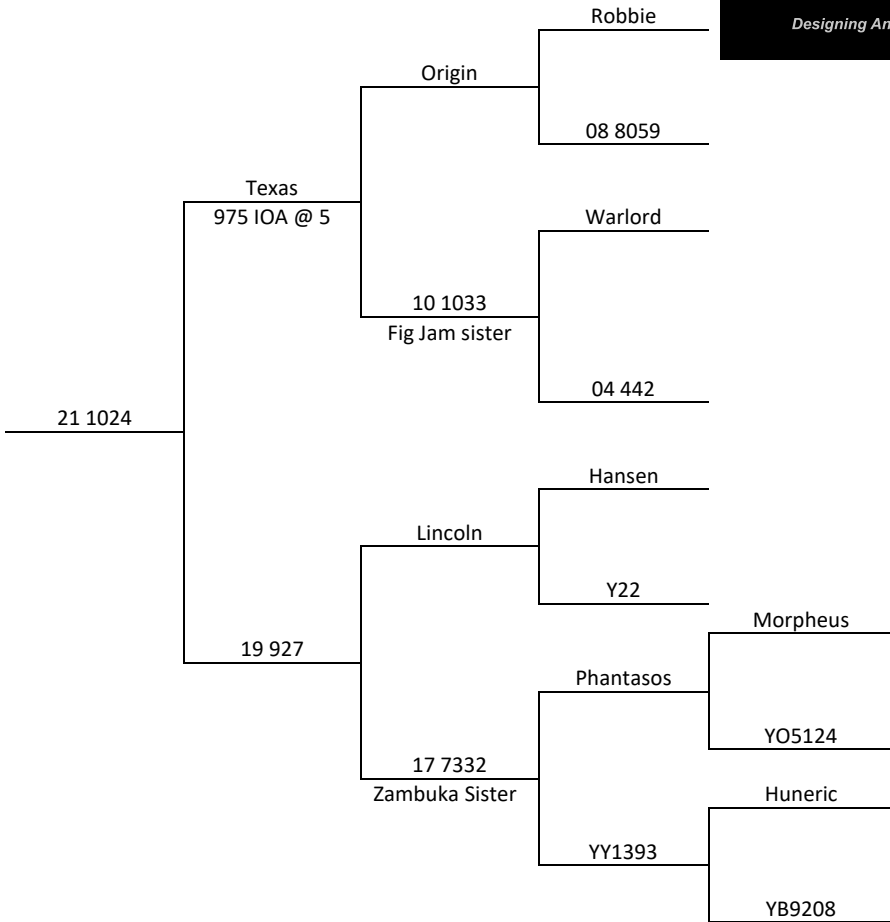 Robbie
Designing An
Origin
08 8059
Texas
975 IOA @ 5
Warlord
10 1033
Fig Jam sister
04 442
21 1024
Hansen
Lincoln
Y22
Morpheus
19 927
Phantasos
YO5124
17 7332
Zambuka Sister
Huneric
YY1393
YB9208